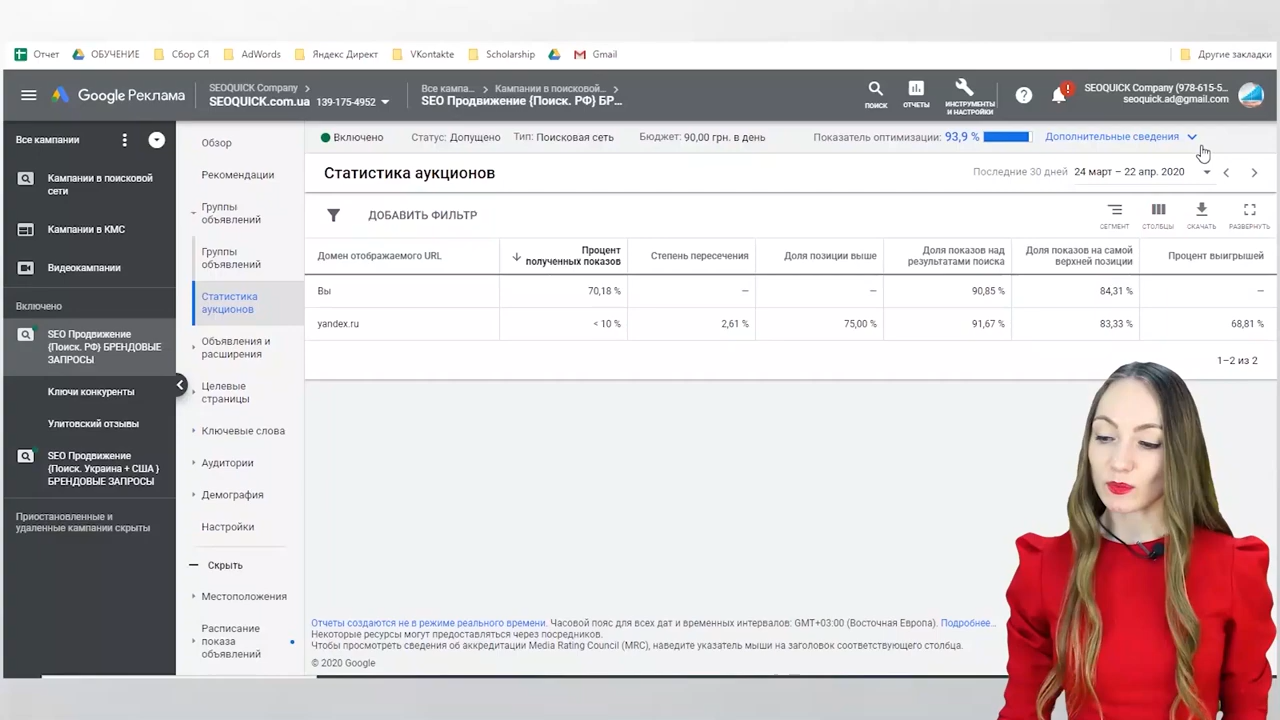 Отчет
ОБУЧЕНИЕ
Сбор СЯ
AdWords
Яндекс Директ
VKontakte
Scholarship
Gmail
Другие закладки
Google Реклама
SEOQUICK Company
SEOQUICK.com.ua 139-175-4952
Все кампа... Кампании в поисковой...
SEO Продвижение {Поиск. РФ} БР...
ПОИСК
ОТЧЕТЫ
ИНСТРУМЕНТЫ
И НАСТРОЙКИ
SEOQUICK Company (978-615-5...
seoquick.ad@gmail.com
Все кампании
Кампании в поисковой
сети
Кампании в КМС
Видеокампании
Включено
SEO Продвижение
{Поиск. РФ} БРЕНДОВЫЕ
ЗАПРОСЫ
Ключи конкуренты
Улитовский отзывы
SEO Продвижение
{Поиск. Украина + США }
БРЕНДОВЫЕ ЗАПРОСЫ
Приостановленные и
удаленные кампании скрыты
Обзор
Рекомендации
Группы
объявлений
Группы
объявлений
Статистика
аукционов
Объявления и
расширения
Целевые
страницы
Ключевые слова
Аудитории
Демография
Настройки
Скрыть
Местоположения
Расписание
показа
объявлений
Включено Статус: Допущено Тип: Поисковая сеть Бюджет: 90,00 грн. в день Показатель оптимизации: 93,9 % Дополнительные сведения
Статистика аукционов
Последние 30 дней 24 март – 22 апр. 2020
ДОБАВИТЬ ФИЛЬТР
СЕГМЕНТ
СТОЛБЦЫ
СКАЧАТЬ
РАЗВЕРНУТЬ
Домен отображаемого URL
Процент
полученных показов
Степень пересечения
Доля позиции выше
Доля показов над
результатами поиска
Доля показов на самой
верхней позиции
Процент выигрышей
Вы 70,18 % — — 90,85 % 84,31 % —
yandex.ru < 10 % 2,61 % 75,00 % 91,67 % 83,33 % 68,81 %
1–2 из 2
Отчеты создаются не в режиме реального времени. Часовой пояс для всех дат и временных интервалов: GMT+03:00 (Восточная Европа). Подробнее...
Некоторые ресурсы могут предоставляться через посредников.
Чтобы просмотреть сведения об аккредитации Media Rating Council (MRC), наведите указатель мыши на заголовок соответствующего столбца.
© 2020 Google